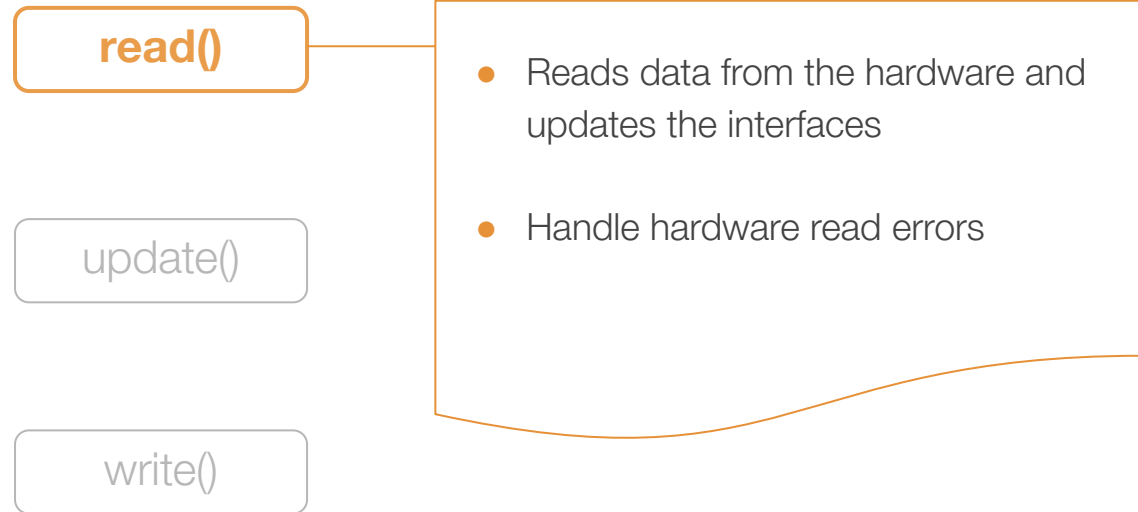 read()
● Reads data from the hardware and
updates the interfaces
● Handle hardware read errors
update()
write()